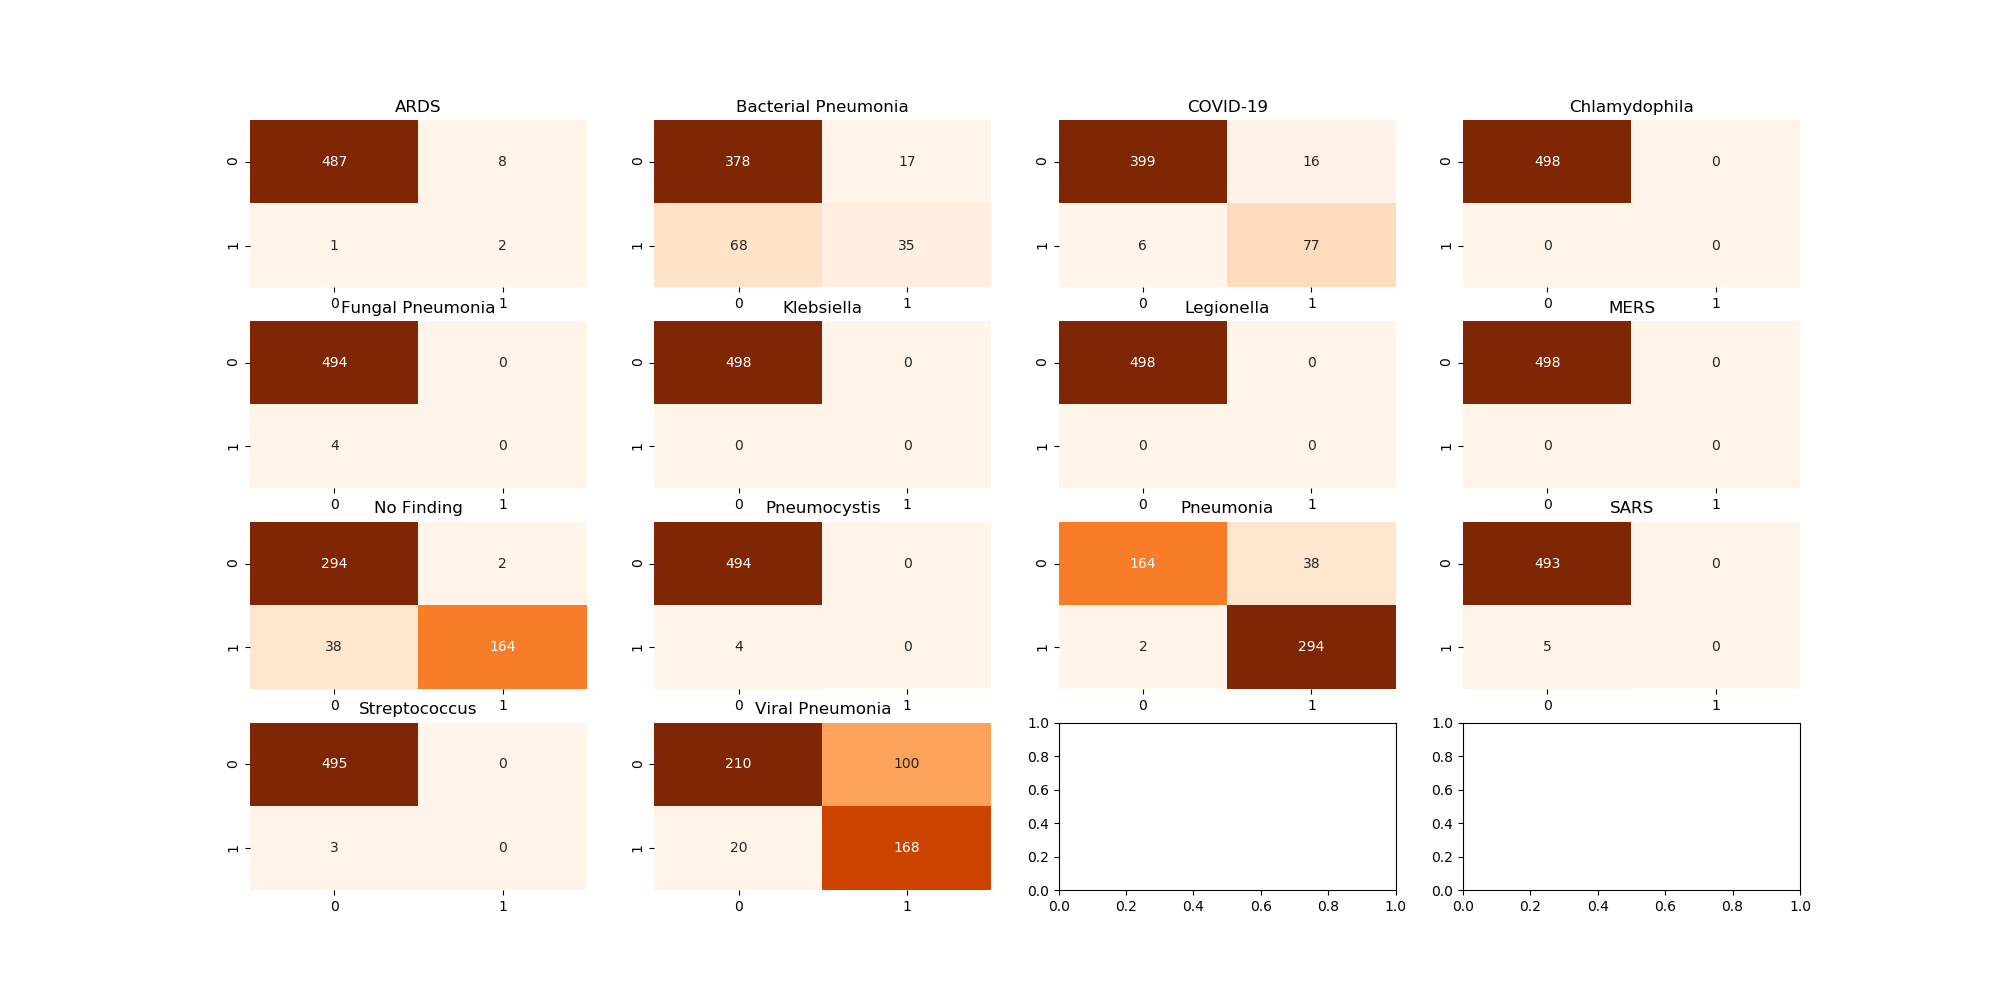 ARDS
0 487 8
1 1 2
0 1
Bacterial Pneumonia
0 378 17
1 68 35
0 1
COVID-19
0 399 16
1 6 77
0 1
Chlamydophila
0 498 0
1 0 0
0 1
Fungal Pneumonia
0 494 0
1 4 0
0 1
Klebsiella
0 498 0
1 0 0
0 1
Legionella
0 498 0
1 0 0
0 1
MERS
0 498 0
1 0 0
0 1
No Finding
0 294 2
1 38 164
0 1
Pneumocystis
0 494 0
1 4 0
0 1
Pneumonia
0 164 38
1 2 294
0 1
SARS
0 493 0
1 5 0
0 1
Streptococcus
0 495 0
1 3 0
0 1
Viral Pneumonia
0 210 100
1 20 168
0 1
1.0
0.8
0.6
0.4
0.2
0.0
0.0 0.2 0.4 0.6 0.8 1.0
1.0
0.8
0.6
0.4
0.2
0.0
0.0 0.2 0.4 0.6 0.8 1.0